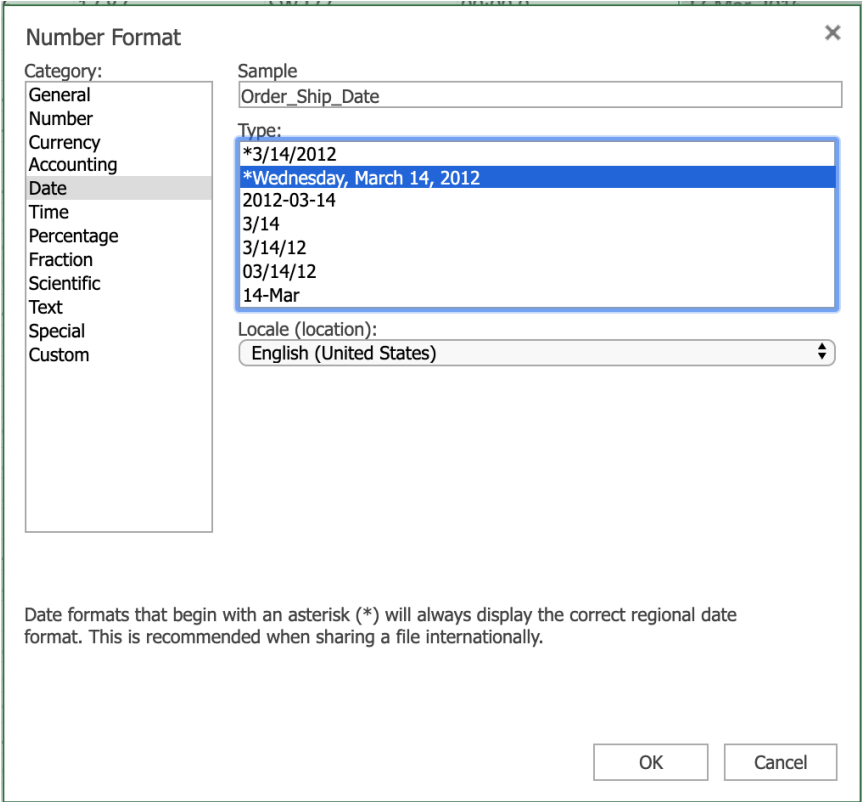 Number Format
Category:
General
Number
Currency
Accounting
Date
Time
Percentage
Fraction
Scientific
Text
Special
Custom
Sample
Order_Ship_Date
Type:
*3/14/2012
*Wednesday, March 14, 2012
2012-03-14
3/14
3/14/12
03/14/12
14-Mar
Locale (location):
English (United States)
Date formats that begin with an asterisk (*) will always display the correct regional date
format. This is recommended when sharing a file internationally.
OK
Cancel